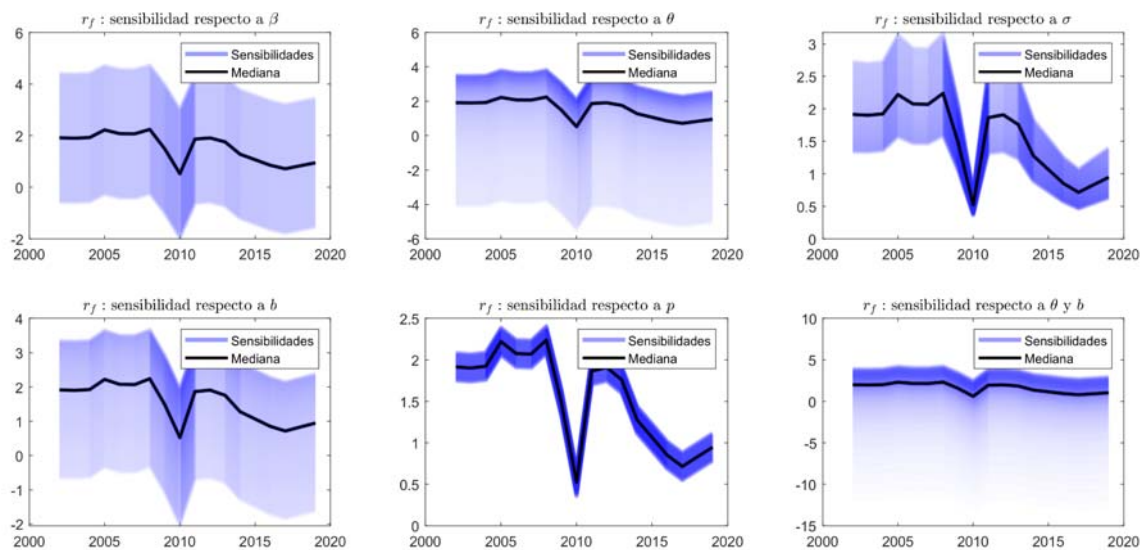 r_f : sensibilidad respecto a β
6
4
2
0
-2
Sensibilidades
Mediana
2000 2005 2010 2015 2020
r_f : sensibilidad respecto a θ
6
4
2
0
-2
-4
-6
Sensibilidades
Mediana
2000 2005 2010 2015 2020
r_f : sensibilidad respecto a σ
3
2.5
2
1.5
1
0.5
0
Sensibilidades
Mediana
2000 2005 2010 2015 2020
r_f : sensibilidad respecto a b
4
3
2
1
0
-1
-2
Sensibilidades
Mediana
2000 2005 2010 2015 2020
r_f : sensibilidad respecto a p
2.5
2
1.5
1
0.5
0
Sensibilidades
Mediana
2000 2005 2010 2015 2020
r_f : sensibilidad respecto a θ y b
10
5
0
-5
-10
-15
Sensibilidades
Mediana
2000 2005 2010 2015 2020